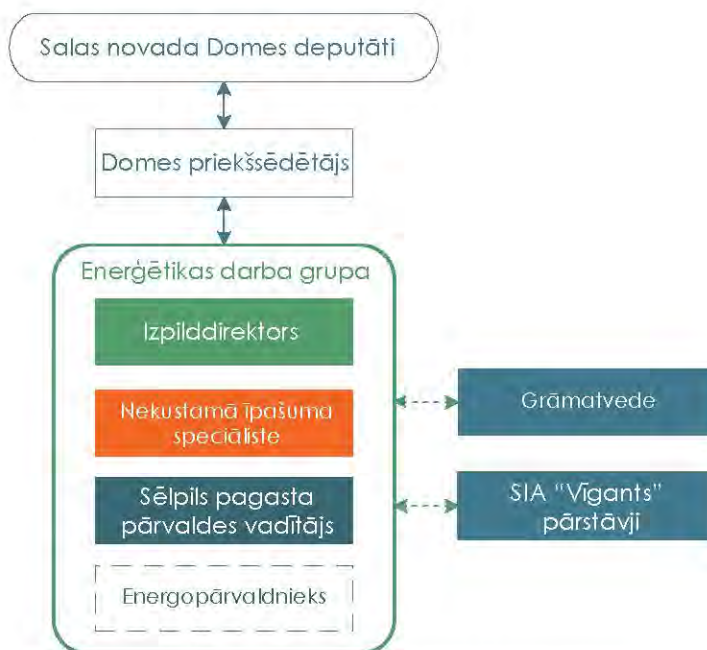 Salas novada Domes deputāti
Domes priekšsēdētājs
Enerģētikas darba grupa
Izpilddirektors
Nekustamā īpašuma
speciāliste
Sēlpils pagasta
pārvaldes vadītājs
Energopārvaldnieks
Grāmatvede
SIA "Vīgants"
pārstāvji